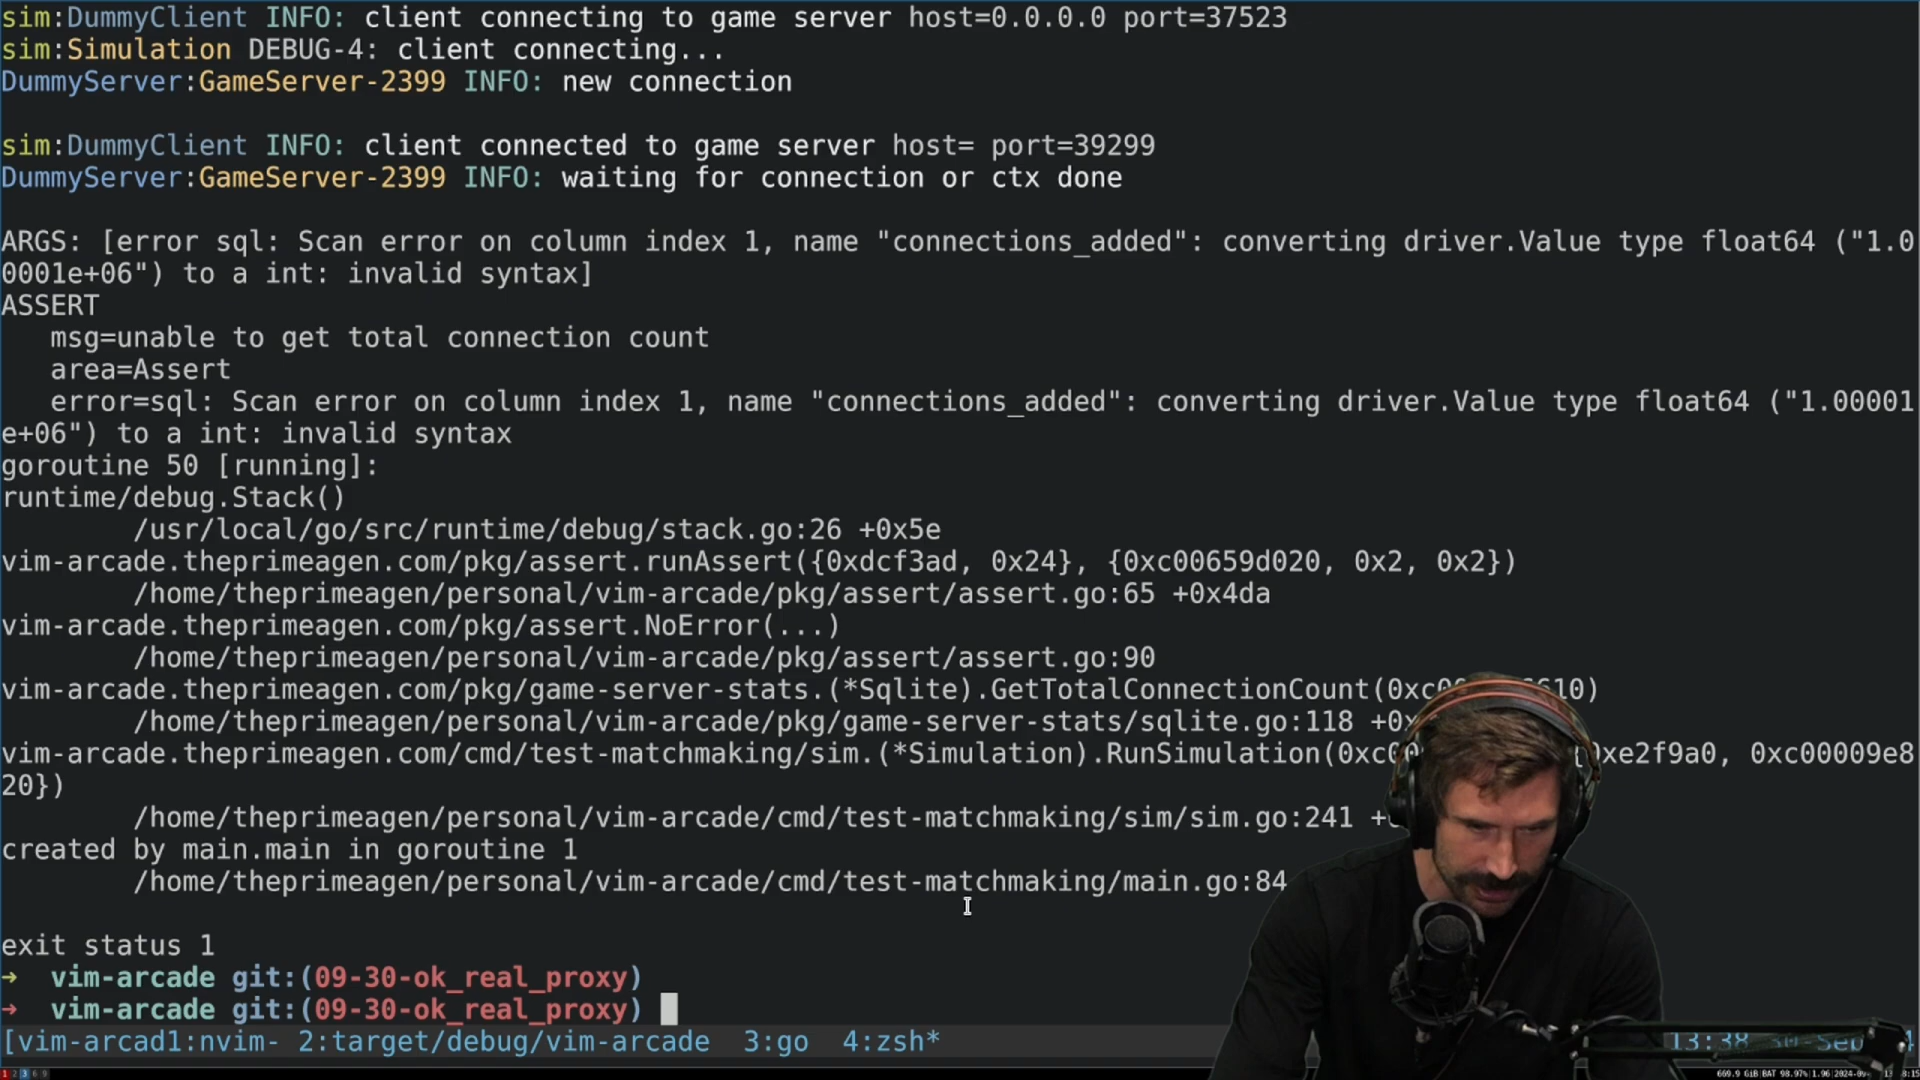 sim:DummyClient INFO: client connecting to game server host=0.0.0.0 port=37523
sim:Simulation DEBUG-4: client connecting...
DummyServer:GameServer-2399 INFO: new connection
sim:DummyClient INFO: client connected to game server host= port=39299
DummyServer:GameServer-2399 INFO: waiting for connection or ctx done
ARGS: [error sql: Scan error on column index 1, name "connections_added": converting driver.Value type float64 ("1.0
0001e+06") to a int: invalid syntax]
ASSERT
msg=unable to get total connection count
area=Assert
error=sql: Scan error on column index 1, name "connections_added": converting driver.Value type float64 ("1.00001
e+06") to a int: invalid syntax
goroutine 50 [running]:
runtime/debug.Stack()
/usr/local/go/src/runtime/debug/stack.go:26 +0x5e
vim-arcade.theprimeagen.com/pkg/assert.runAssert({0xdcf3ad, 0x24}, {0xc00659d020, 0x2, 0x2})
/home/theprimeagen/personal/vim-arcade/pkg/assert/assert.go:65 +0x4da
vim-arcade.theprimeagen.com/pkg/assert.NoError(...)
/home/theprimeagen/personal/vim-arcade/pkg/assert/assert.go:90
vim-arcade.theprimeagen.com/pkg/game-server-stats.(*Sqlite).GetTotalConnectionCount(
/home/theprimeagen/personal/vim-arcade/pkg/game-server-stats/sqlite.go:118
vim-arcade.theprimeagen.com/cmd/test-matchmaking/sim.(*Simulation).RunSimulation( 0xc00009e8
20})
/home/theprimeagen/personal/vim-arcade/cmd/test-matchmaking/sim/sim.go:241
created by main.main in goroutine 1
/home/theprimeagen/personal/vim-arcade/cmd/test-matchmaking/main.go:84
exit status 1
→ vim-arcade git:(09-30-ok_real_proxy)
→ vim-arcade git:(09-30-ok_real_proxy)
[vim-arcad1:nvim- 2:target/debug/vim-arcade 3:go 4:zsh* 13:38